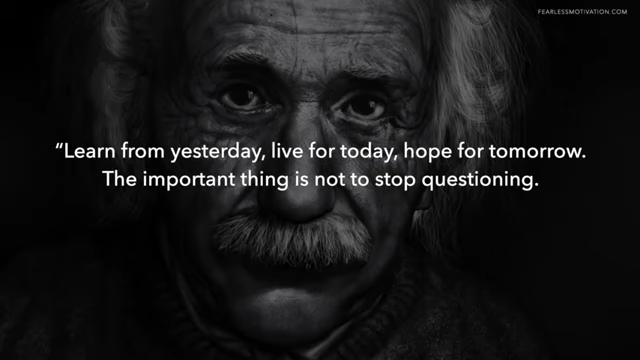 FEARLESSMOTIVATION.COM
“Learn from yesterday, live for today, hope for tomorrow.
The important thing is not to stop questioning.